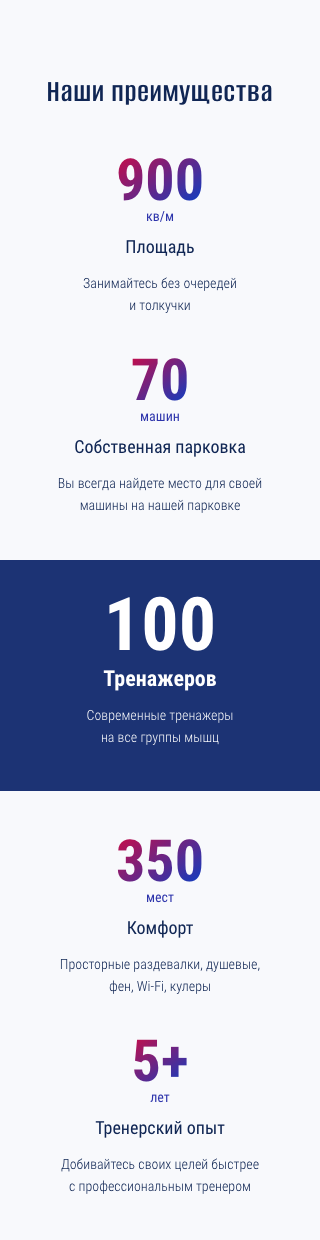 Наши преимущества
900
кв/м
Площадь
Занимайтесь без очередей
и толкучки
70
машин
Собственная парковка
Вы всегда найдете место для своей
машины на нашей парковке
100
Тренажеров
Современные тренажеры
на все группы мышц
350
мест
Комфорт
Просторные раздевалки, душевые,
фен, Wi-Fi, кулеры
5+
лет
Тренерский опыт
Добивайтесь своих целей быстрее
с профессиональным тренером